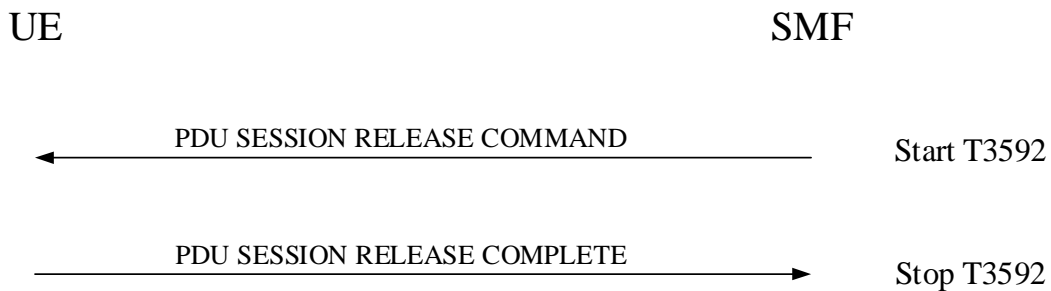 UE SMF
PDU SESSION RELEASE COMMAND
Start T3592
PDU SESSION RELEASE COMPLETE
Stop T3592